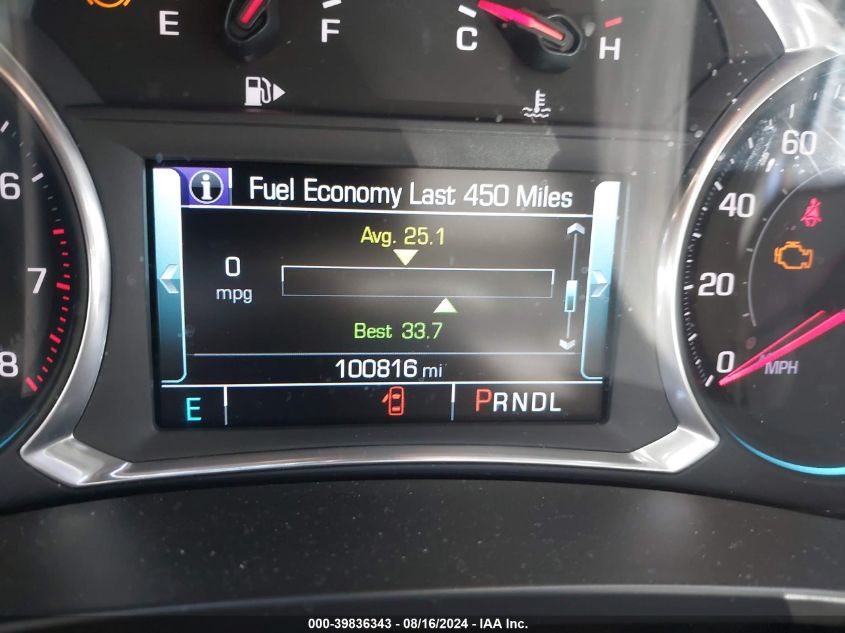 E F C H
Fuel Economy Last 450 Miles
Avg. 25.1
0
mpg
Best 33.7
100816 mi
E PRNDL
6
7
8
60
40
20
0
MPH
000-39836343 - 08/16/2024 - IAA Inc.